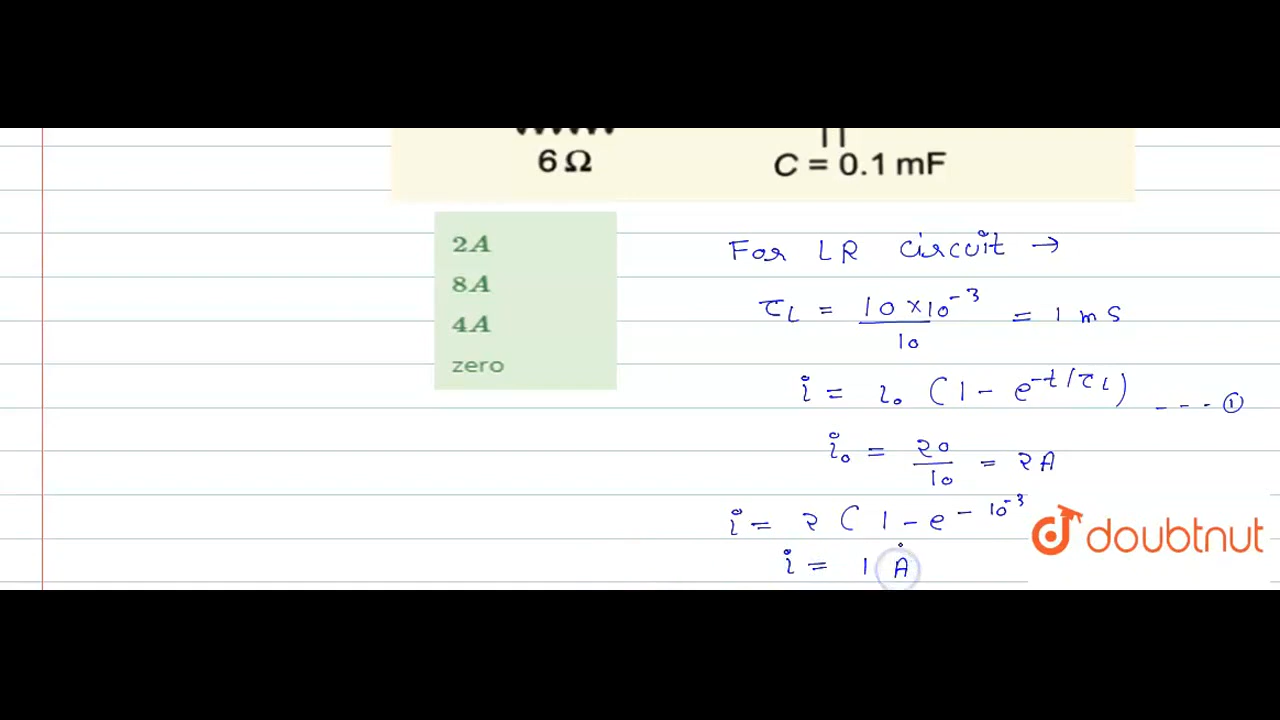 6 Ω
C = 0.1 mF
2A
8A
4A
zero
For LR circuit →
τL = 10 × 10⁻³ / 10 = 1 mS
i = i₀ (1 - e^-t/τL) - - - ①
i₀ = 20 / 10 = 2A
i = 2 ( 1 - e^- 10⁻³
i = 1 A
doubtnut